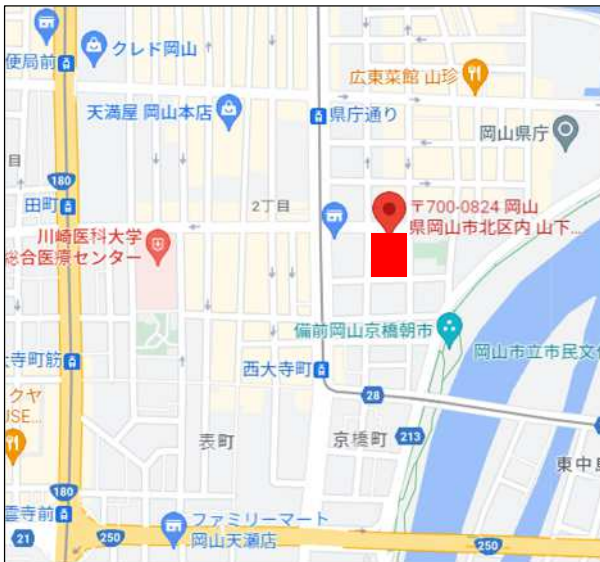 便局前
クレド岡山
広東菜館 山珍
天満屋 岡山本店
県庁通り
岡山県庁
目
180
田町
2丁目
〒700-0824 岡山
県岡山市北区内 山下...
川崎医科大学
総合医療センター
備前岡山京橋朝市
岡山市立市民文化
大寺町筋
西大寺町
28
クヤ
USE...
表町
京橋町
213
東中島
180
雲寺前
ファミリーマート
岡山天瀬店
21
250
250